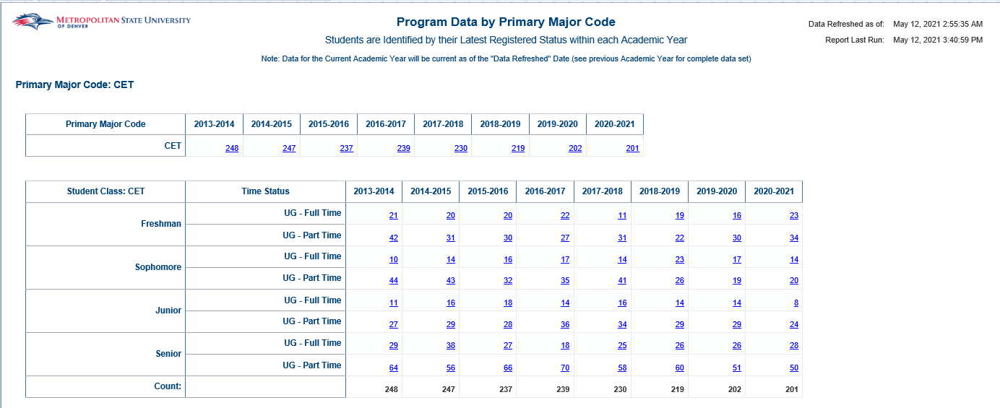 METROPOLITAN STATE UNIVERSITY
OF DENVER
Program Data by Primary Major Code
Students are Identified by their Latest Registered Status within each Academic Year
Note: Data for the Current Academic Year will be current as of the "Data Refreshed" Date (see previous Academic Year for complete data set)
Data Refreshed as of: May 12, 2021 2:55:35 AM
Report Last Run: May 12, 2021 3:40:59 PM
Primary Major Code: CET
Primary Major Code 2013-2014 2014-2015 2015-2016 2016-2017 2017-2018 2018-2019 2019-2020 2020-2021
CET 248 247 237 239 230 219 202 201
Student Class: CET Time Status 2013-2014 2014-2015 2015-2016 2016-2017 2017-2018 2018-2019 2019-2020 2020-2021
Freshman UG - Full Time 21 20 20 22 11 19 16 23
UG - Part Time 42 31 30 27 31 22 30 34
Sophomore UG - Full Time 10 14 16 17 14 23 17 14
UG - Part Time 44 43 32 35 41 26 19 20
Junior UG - Full Time 11 16 18 14 16 14 14 8
UG - Part Time 27 29 28 36 34 29 29 24
Senior UG - Full Time 29 38 27 18 25 26 26 28
UG - Part Time 64 56 66 70 58 60 51 50
Count: 248 247 237 239 230 219 202 201